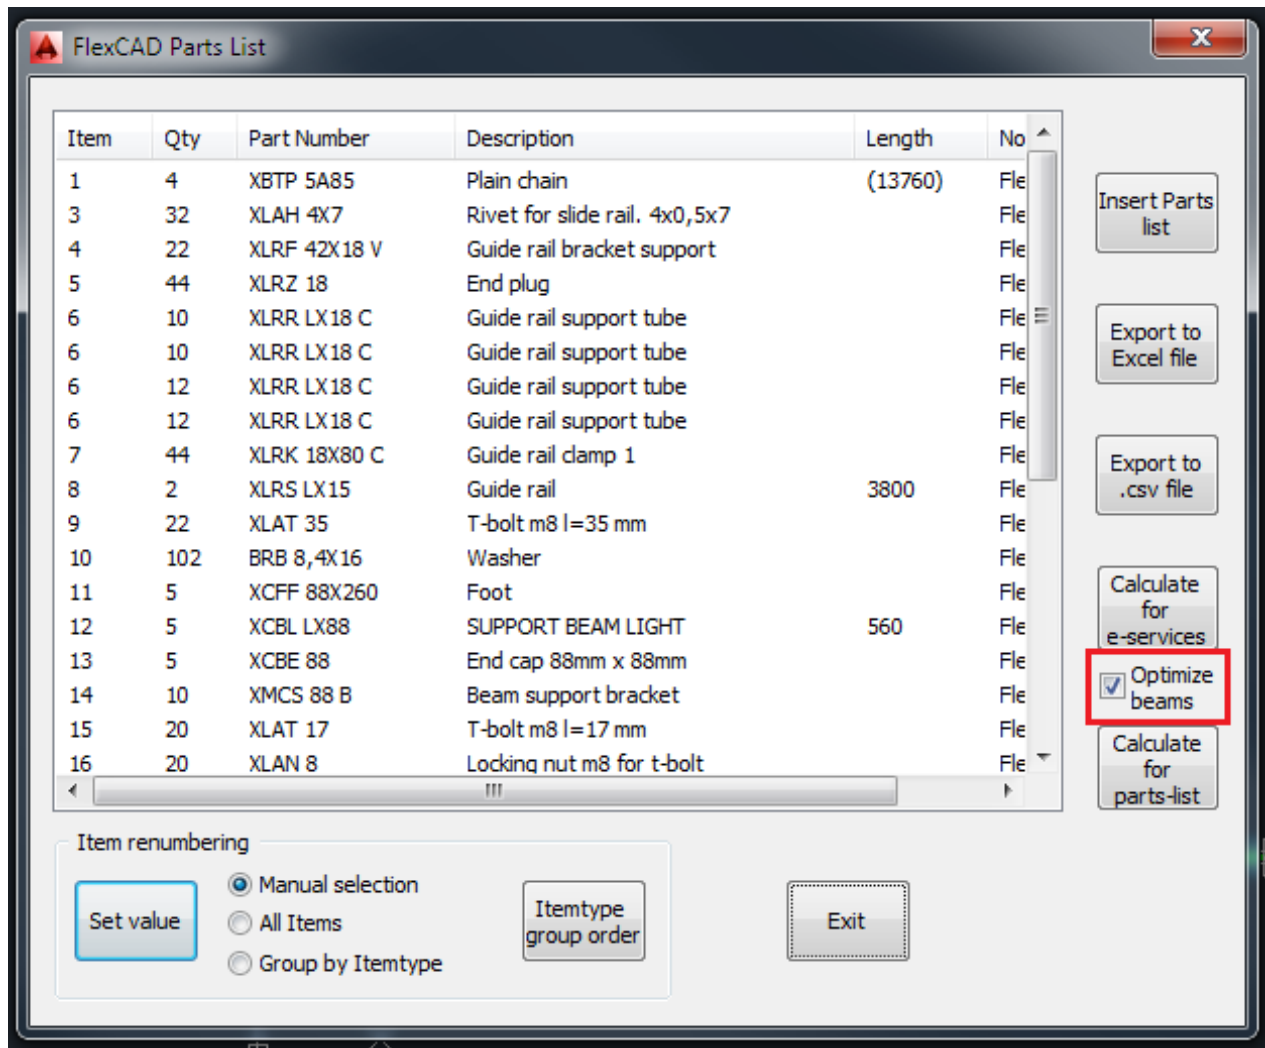 FlexCAD Parts List
Item Qty Part Number Description Length No
1 4 XBTP 5A85 Plain chain (13760) Fle
3 32 XLAH 4X7 Rivet for slide rail. 4x0,5x7 Fle
4 22 XLRF 42X18 V Guide rail bracket support Fle
5 44 XLRZ 18 End plug Fle
6 10 XLRR LX18 C Guide rail support tube Fle
6 10 XLRR LX18 C Guide rail support tube Fle
6 12 XLRR LX18 C Guide rail support tube Fle
6 12 XLRR LX18 C Guide rail support tube Fle
7 44 XLRK 18X80 C Guide rail clamp 1 Fle
8 2 XLRS LX15 Guide rail 3800 Fle
9 22 XLAT 35 T-bolt m8 l=35 mm Fle
10 102 BRB 8,4X16 Washer Fle
11 5 XCFF 88X260 Foot Fle
12 5 XCBL LX88 SUPPORT BEAM LIGHT 560 Fle
13 5 XCBE 88 End cap 88mm x 88mm Fle
14 10 XMCS 88 B Beam support bracket Fle
15 20 XLAT 17 T-bolt m8 l=17 mm Fle
16 20 XLAN 8 Locking nut m8 for t-bolt Fle
Insert Parts
list
Export to
Excel file
Export to
.csv file
Calculate
for
e-services
Optimize
beams
Calculate
for
parts-list
Item renumbering
Set value
Manual selection
All Items
Group by Itemtype
Itemtype
group order
Exit